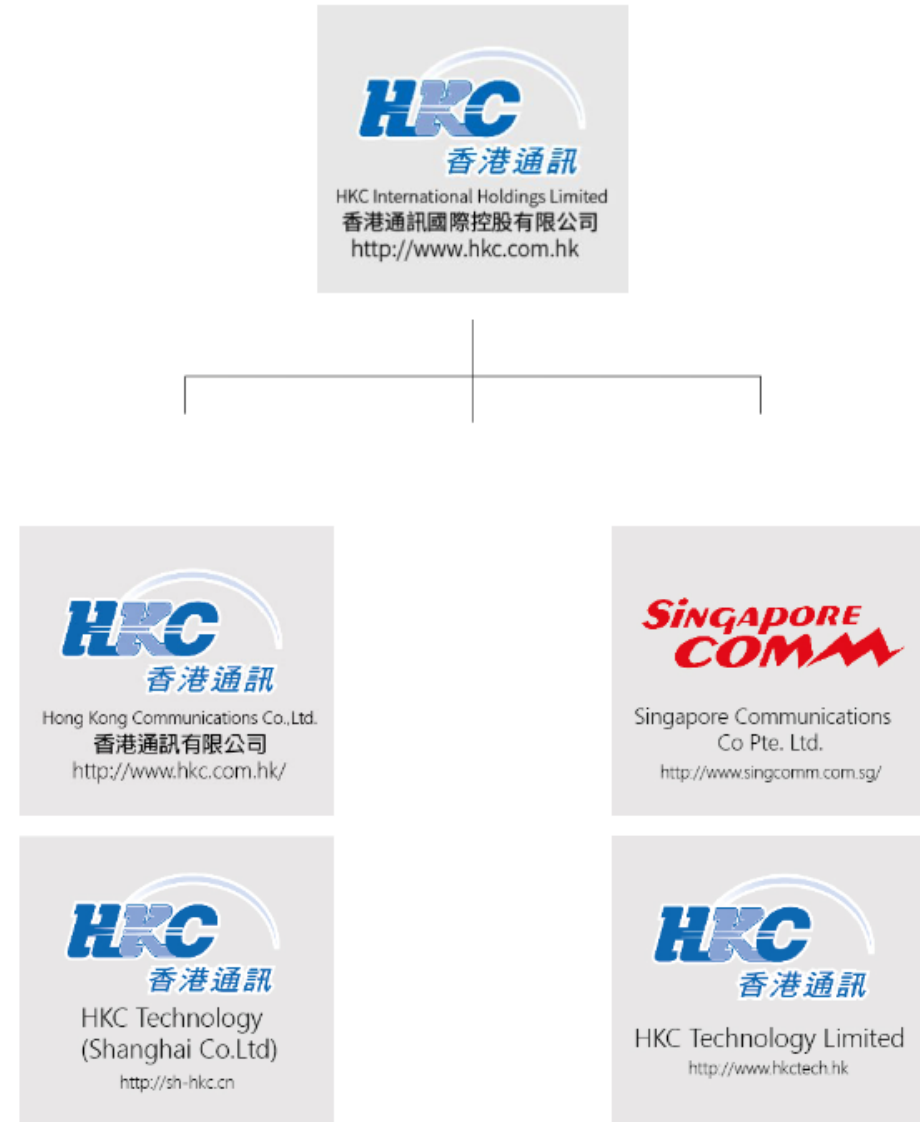 HKC
香港通訊
HKC International Holdings Limited
香港通訊國際控股有限公司
http://www.hkc.com.hk
HKC
香港通訊
Hong Kong Communications Co.,Ltd.
香港通訊有限公司
http://www.hkc.com.hk/
SINGAPORE
COMM
Singapore Communications
Co Pte. Ltd.
http://www.singcomm.com.sg/
HKC
香港通訊
HKC Technology
(Shanghai Co.Ltd)
http://sh-hkc.cn
HKC
香港通訊
HKC Technology Limited
http://www.hkctech.hk